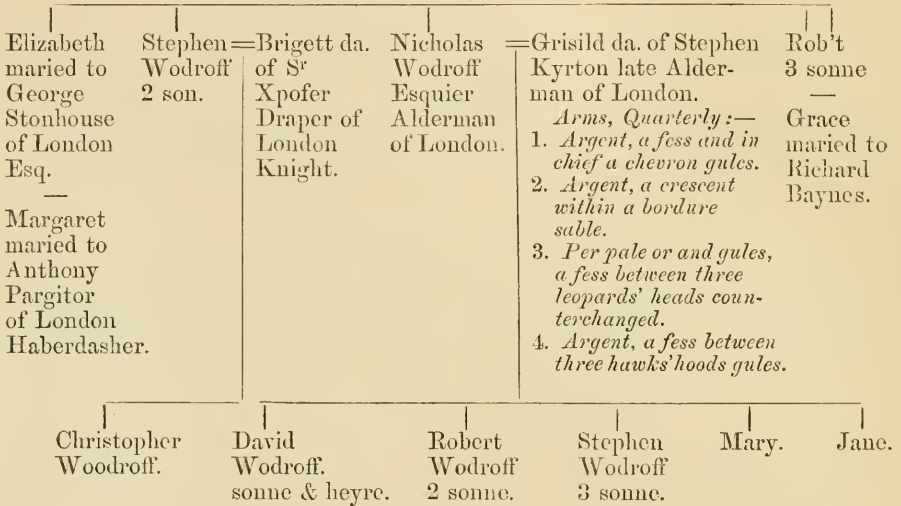 Elizabeth
maried to
George
Stonhouse
of London
Esq.
—
Margaret
maried to
Anthony
Pargitor
of London
Haberdasher.
Stephen
Wodroff
2 son.
=Brigett da.
of Sʳ
Xpofer
Draper of
London
Knight.
Nicholas
Wodroff
Esquier
Alderman
of London.
=Grisild da. of Stephen
Kyrton late Alder-
man of London.
Arms, Quarterly:—
1. Argent, a fess and in
chief a chevron gules.
2. Argent, a crescent
within a bordure
sable.
3. Per pale or and gules,
a fess between three
leopards' heads coun-
terchanged.
4. Argent, a fess between
three hawks' hoods gules.
Rob't
3 sonne
—
Grace
maried to
Richard
Baynes.
Christopher
Woodroff.
David
Wodroff.
sonne & heyre.
Robert
Wodroff
2 sonne.
Stephen
Wodroff
3 sonne.
Mary.
Jane.